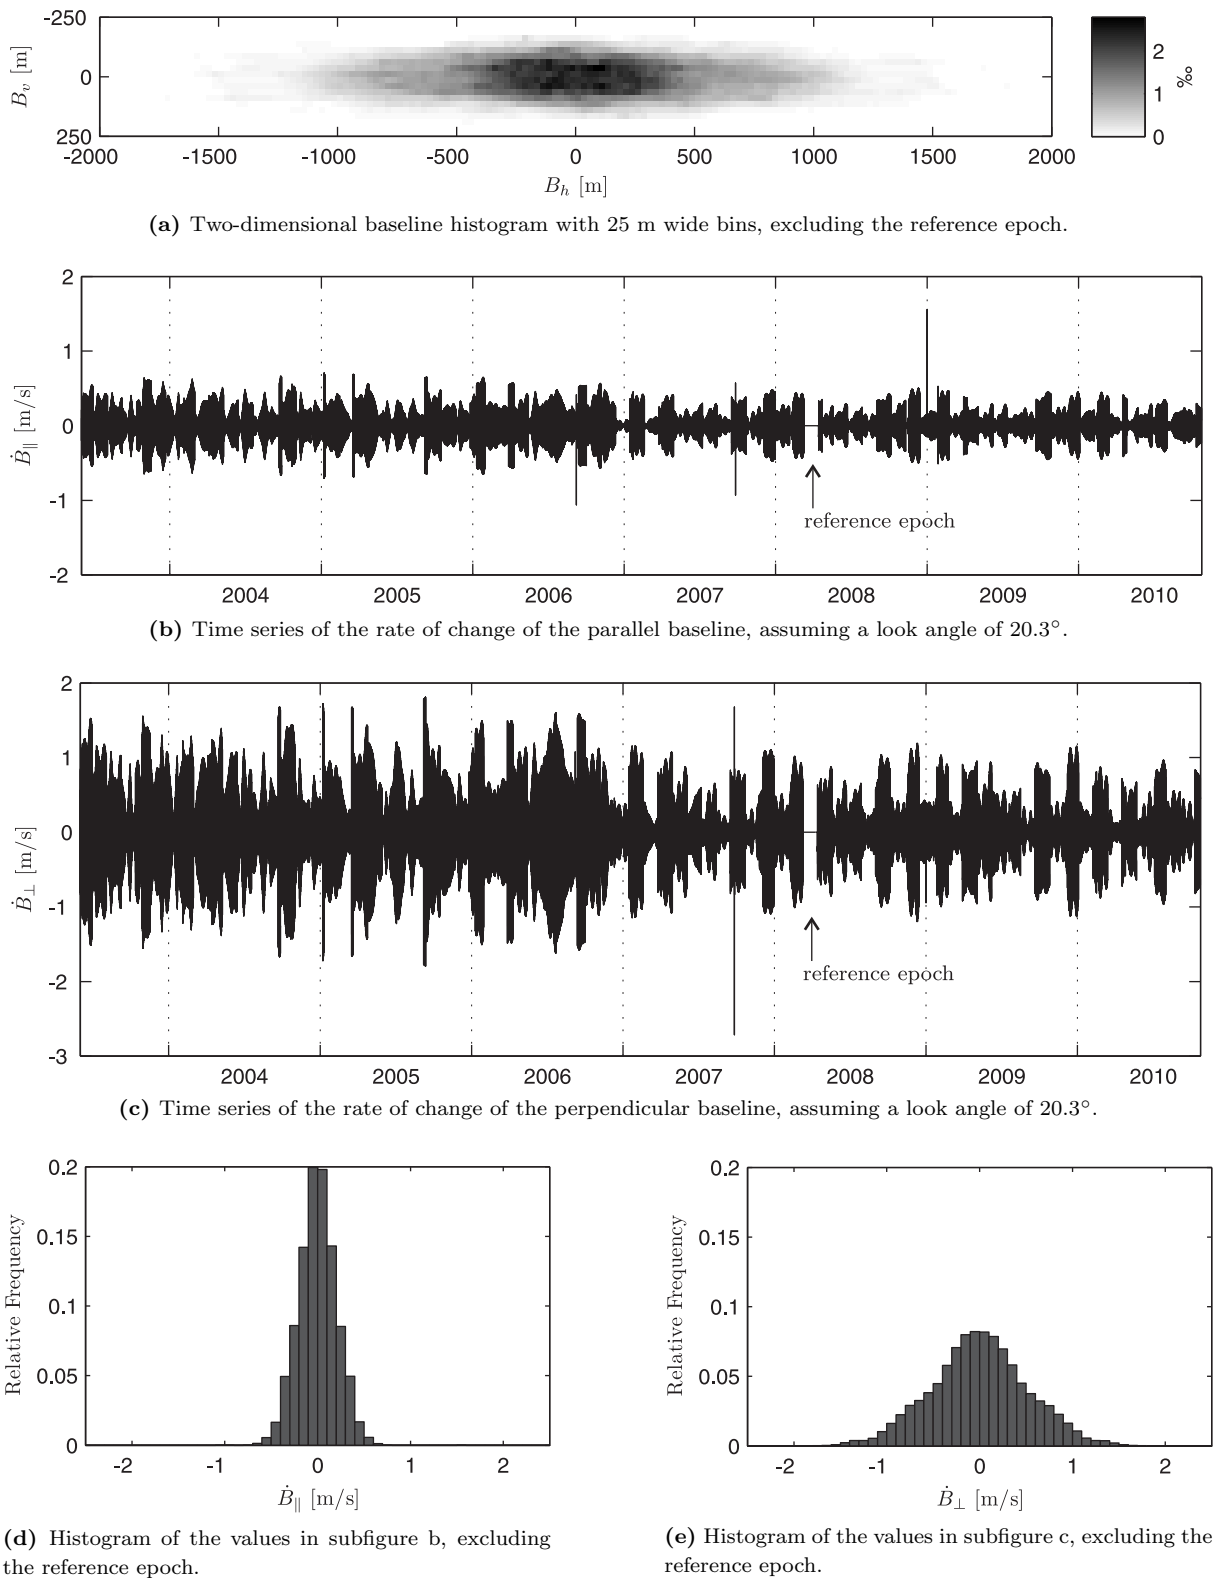 -250
0
250
B_v [m]
-2000 -1500 -1000 -500 0 500 1000 1500 2000
B_h [m]
2
1
0
‰
(a) Two-dimensional baseline histogram with 25 m wide bins, excluding the reference epoch.
2
1
0
-1
-2
Ḃ_∥ [m/s]
reference epoch
2004 2005 2006 2007 2008 2009 2010
(b) Time series of the rate of change of the parallel baseline, assuming a look angle of 20.3°.
2
1
0
-1
-2
-3
Ḃ_⊥ [m/s]
reference epoch
2004 2005 2006 2007 2008 2009 2010
(c) Time series of the rate of change of the perpendicular baseline, assuming a look angle of 20.3°.
0.2
0.15
0.1
0.05
0
Relative Frequency
-2 -1 0 1 2
Ḃ_∥ [m/s]
(d) Histogram of the values in subfigure b, excluding
the reference epoch.
0.2
0.15
0.1
0.05
0
Relative Frequency
-2 -1 0 1 2
Ḃ_⊥ [m/s]
(e) Histogram of the values in subfigure c, excluding the
reference epoch.